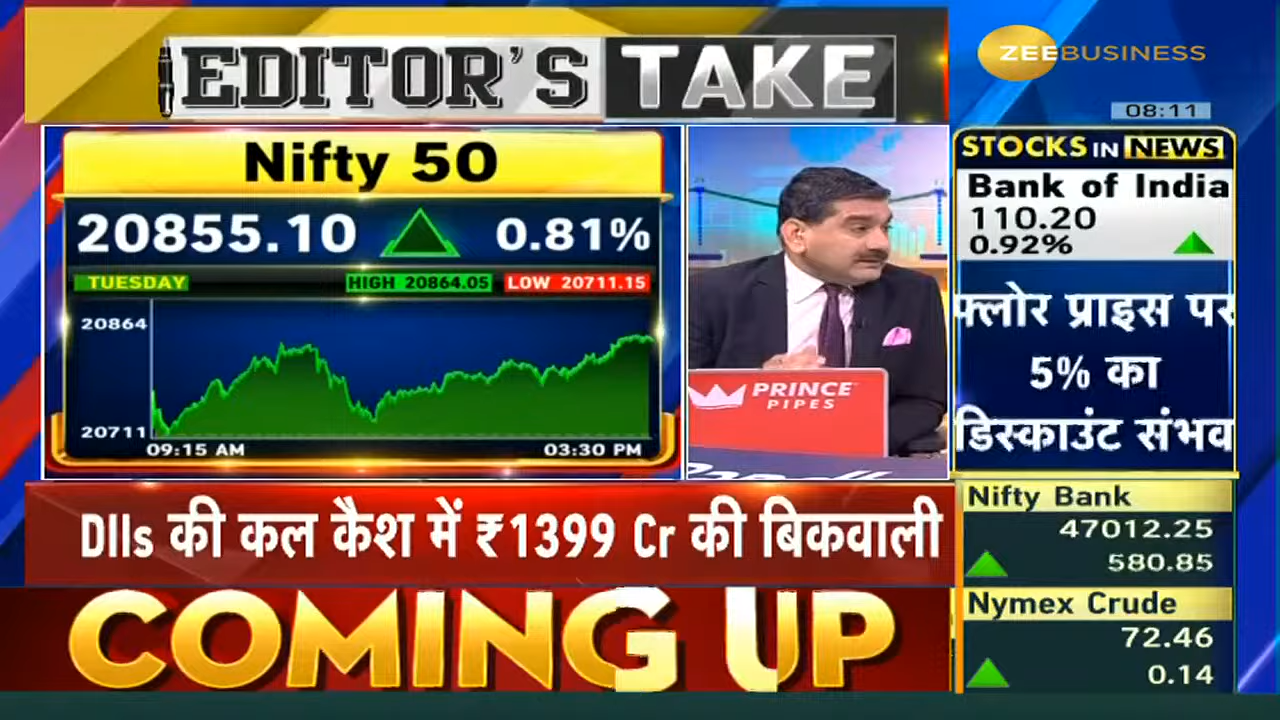 EDITOR'S TAKE
ZEEBUSINESS
08:11
Nifty 50
20855.10 0.81%
TUESDAY HIGH 20864.05 LOW 20711.15
20864
20711
09:15 AM 03:30 PM
PRINCE
PIPES
STOCKS IN NEWS
Bank of India
110.20
0.92%
फ्लोर प्राइस पर
5% का
डिस्काउंट संभव
DIIs की कल कैश में ₹1399 Cr की बिकवाली
COMING UP
Nifty Bank
47012.25
580.85
Nymex Crude
72.46
0.14